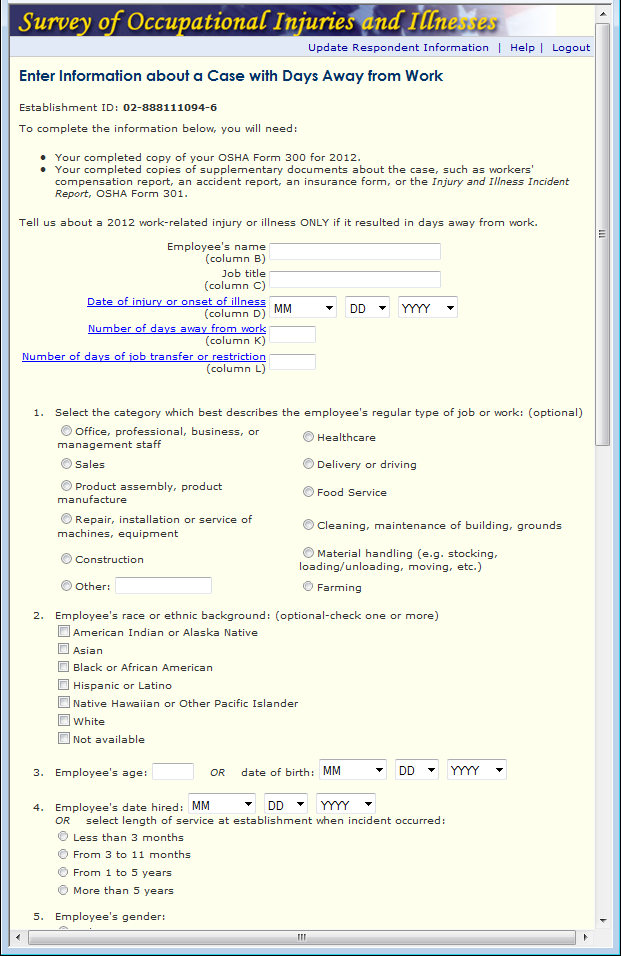 Survey of Occupational Injuries and Illnesses
Update Respondent Information | Help | Logout
Enter Information about a Case with Days Away from Work
Establishment ID: 02-888111094-6
To complete the information below, you will need:
• Your completed copy of your OSHA Form 300 for 2012.
• Your completed copies of supplementary documents about the case, such as workers'
compensation report, an accident report, an insurance form, or the Injury and Illness Incident
Report, OSHA Form 301.
Tell us about a 2012 work-related injury or illness ONLY if it resulted in days away from work.
Employee's name
(column B)
Job title
(column C)
Date of injury or onset of illness
(column D) MM DD YYYY
Number of days away from work
(column K)
Number of days of job transfer or restriction
(column L)
1. Select the category which best describes the employee's regular type of job or work: (optional)
Office, professional, business, or
management staff
Healthcare
Sales
Delivery or driving
Product assembly, product
manufacture
Food Service
Repair, installation or service of
machines, equipment
Cleaning, maintenance of building, grounds
Construction
Material handling (e.g. stocking,
loading/unloading, moving, etc.)
Other:
Farming
2. Employee's race or ethnic background: (optional-check one or more)
American Indian or Alaska Native
Asian
Black or African American
Hispanic or Latino
Native Hawaiian or Other Pacific Islander
White
Not available
3. Employee's age: OR date of birth: MM DD YYYY
4. Employee's date hired: MM DD YYYY
OR select length of service at establishment when incident occurred:
Less than 3 months
From 3 to 11 months
From 1 to 5 years
More than 5 years
5. Employee's gender: